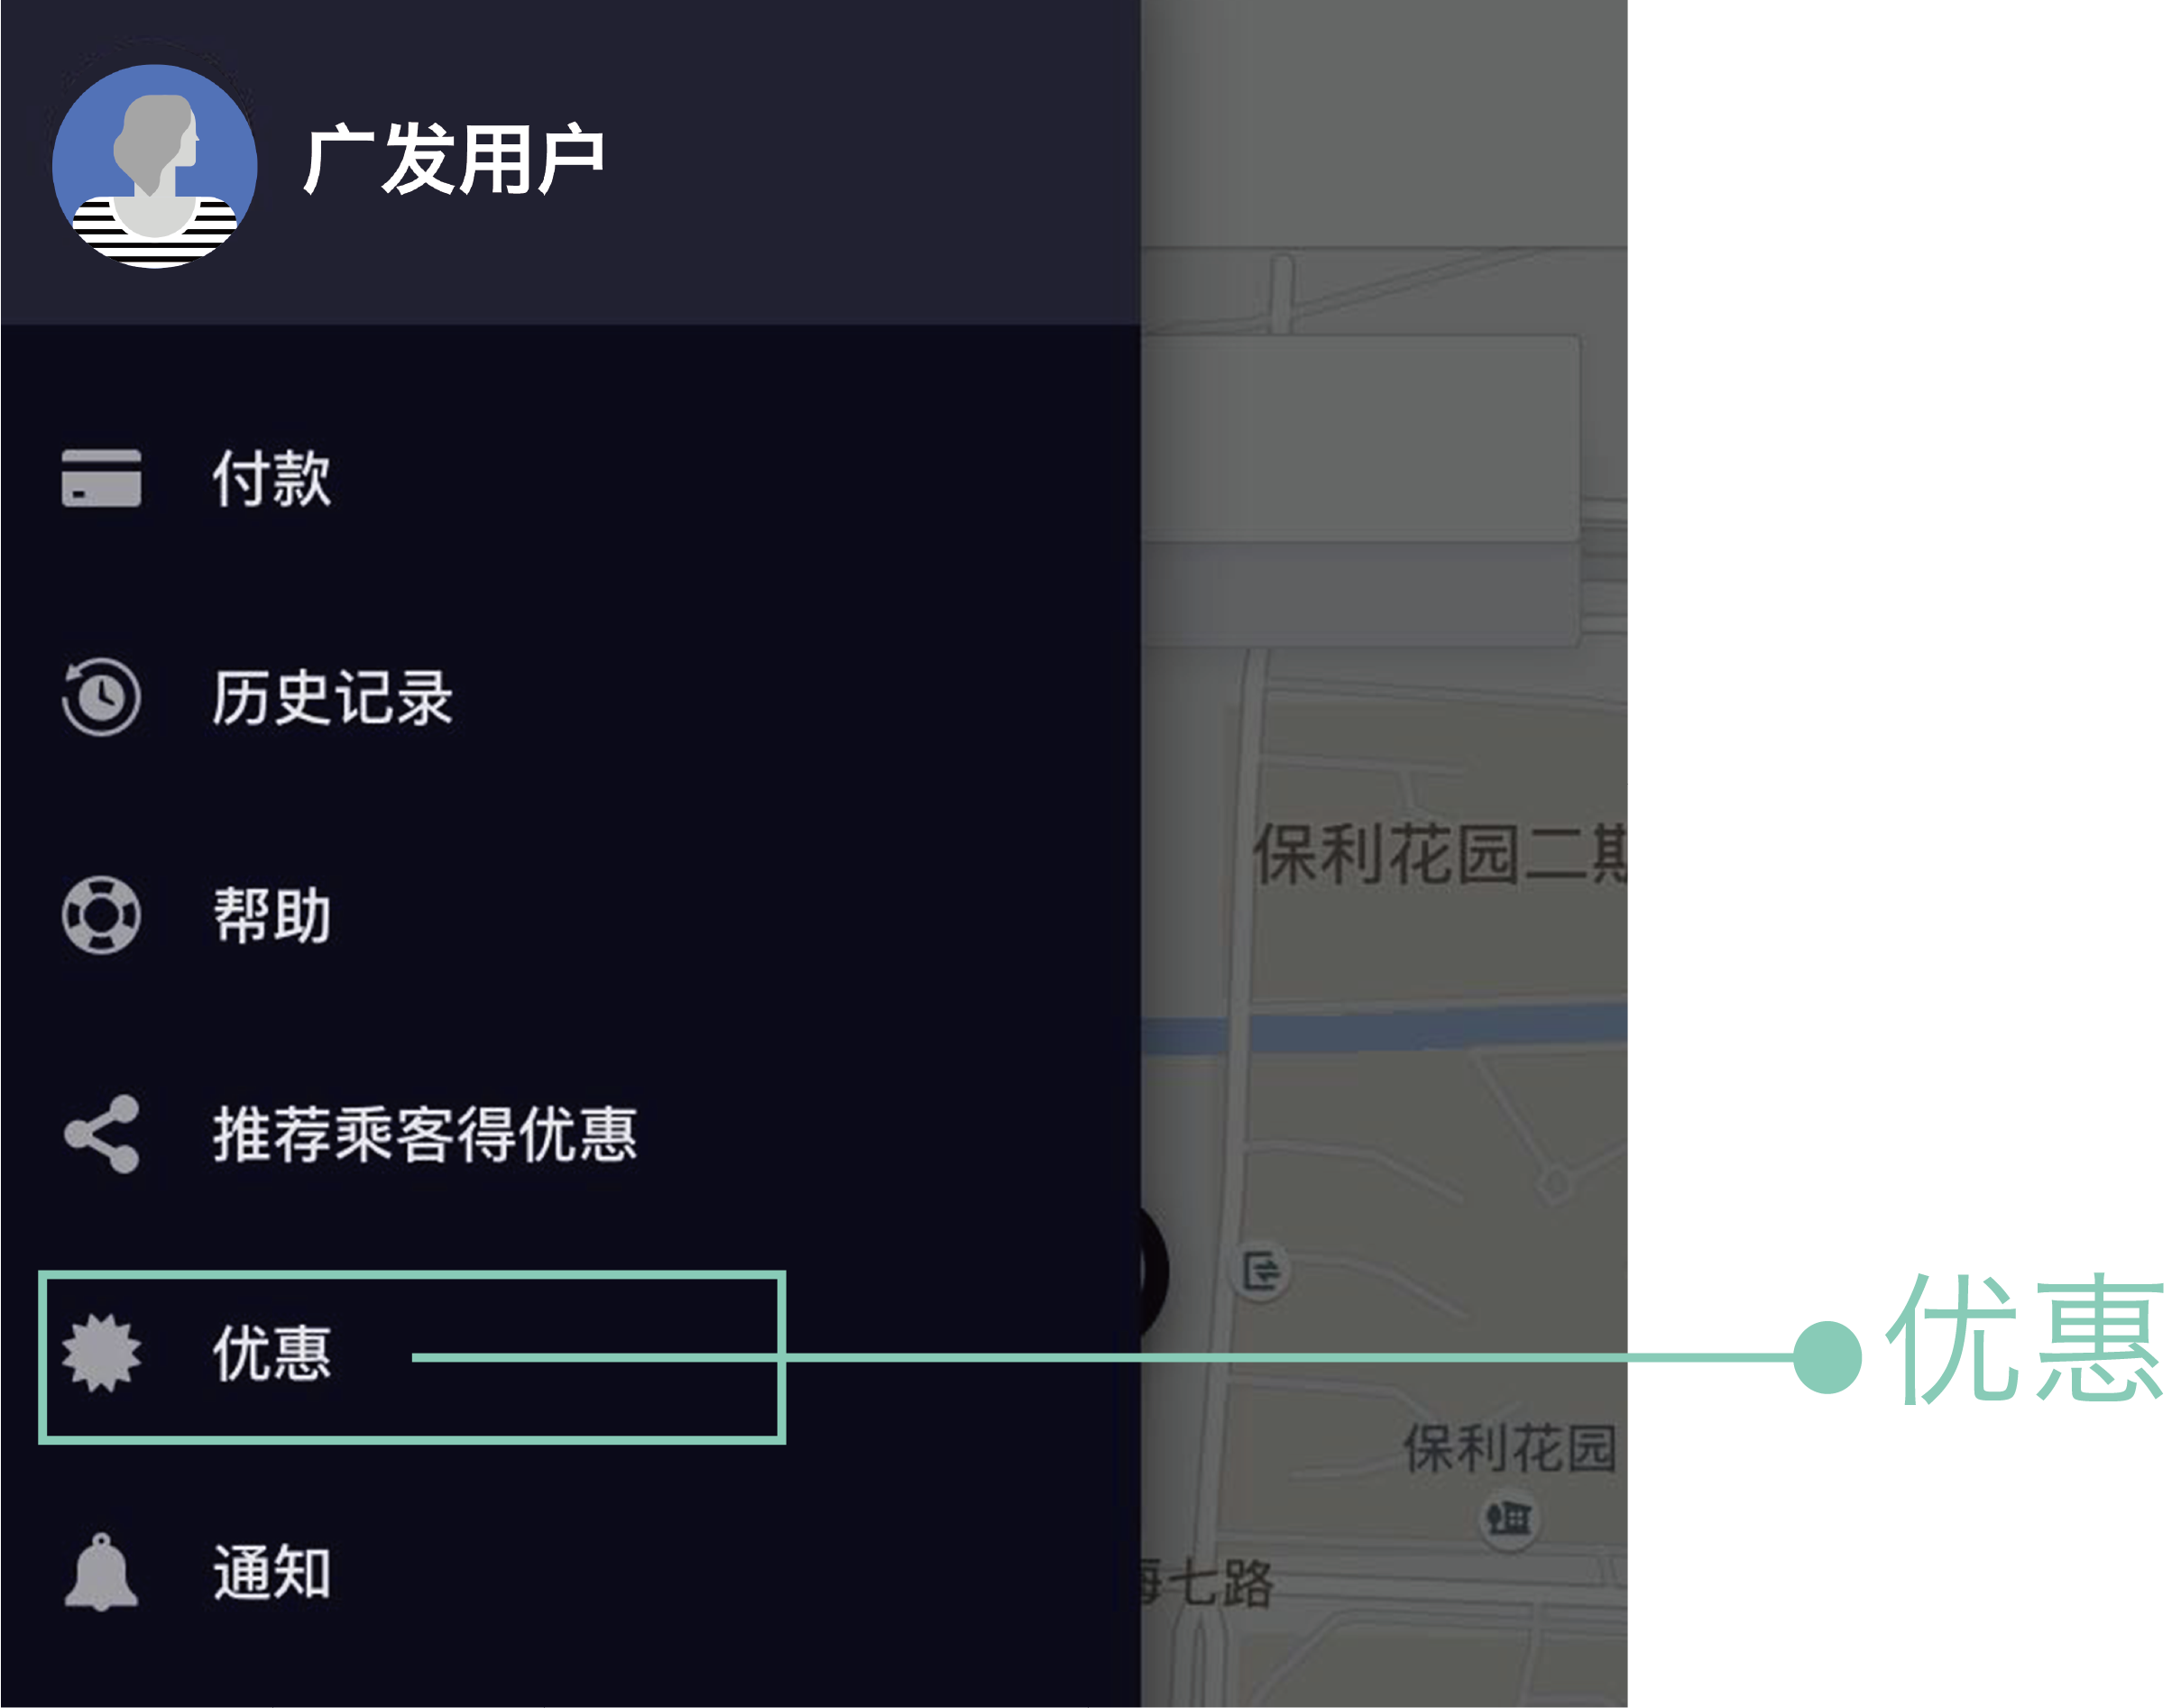 广发用户
付款
历史记录
帮助
推荐乘客得优惠
优惠
通知
保利花园二期
保利花园
七路
优惠